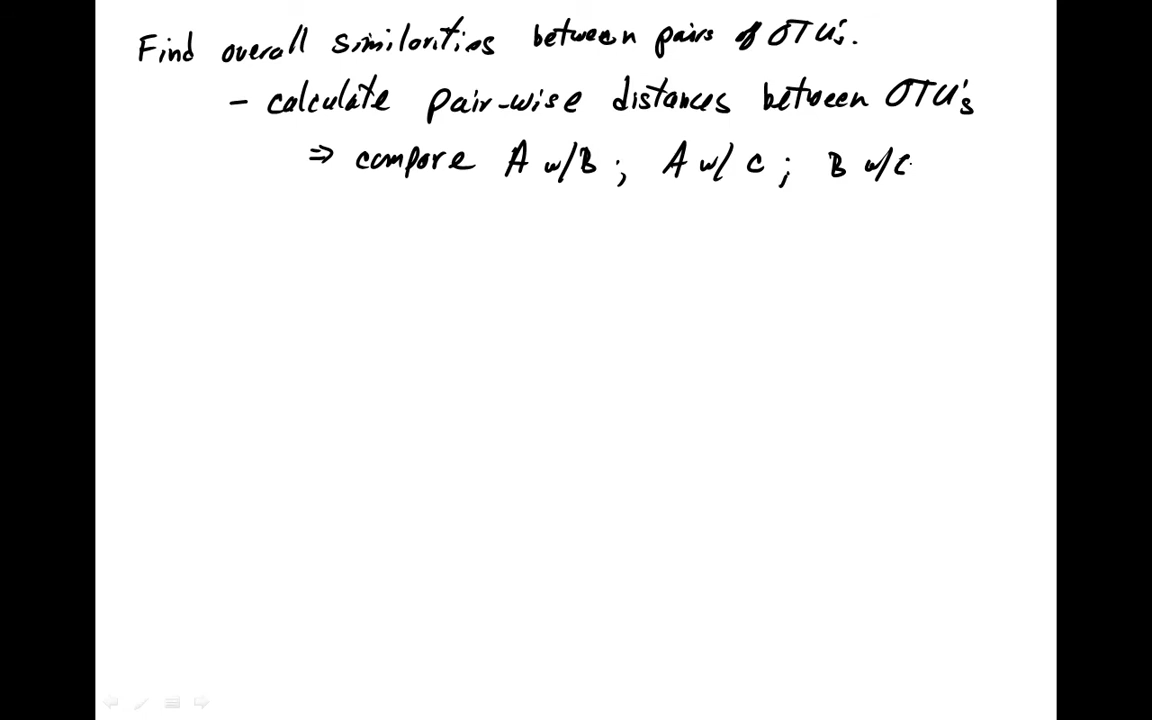 Find overall similarities between pairs of OTU's.
- calculate pair-wise distances between OTU's
⇒ compare A w/B ; A w/ C ; B w/C